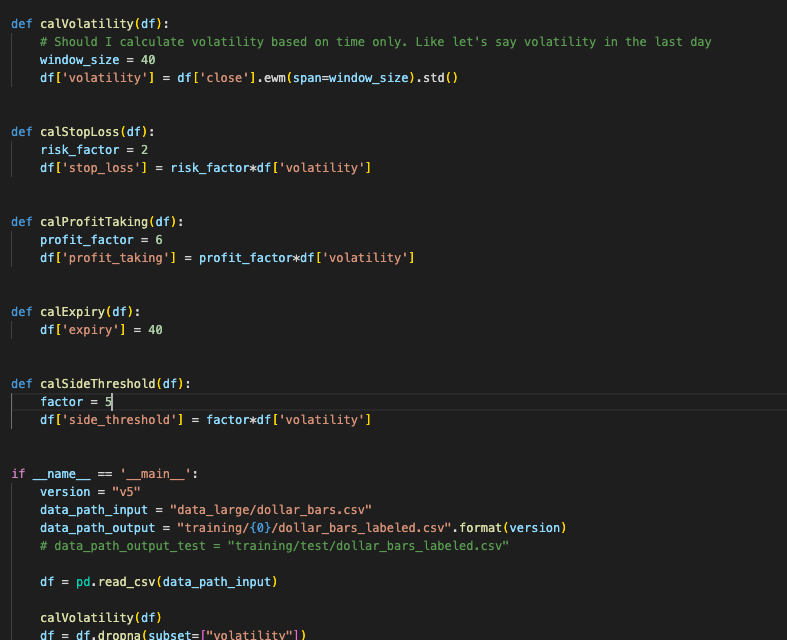 def calVolatility(df):
    # Should I calculate volatility based on time only. Like let's say volatility in the last day
    window_size = 40
    df['volatility'] = df['close'].ewm(span=window_size).std()
def calStopLoss(df):
    risk_factor = 2
    df['stop_loss'] = risk_factor*df['volatility']
def calProfitTaking(df):
    profit_factor = 6
    df['profit_taking'] = profit_factor*df['volatility']
def calExpiry(df):
    df['expiry'] = 40
def calSideThreshold(df):
    factor = 5
    df['side_threshold'] = factor*df['volatility']
if __name__ == '__main__':
    version = "v5"
    data_path_input = "data_large/dollar_bars.csv"
    data_path_output = "training/{0}/dollar_bars_labeled.csv".format(version)
    # data_path_output_test = "training/test/dollar_bars_labeled.csv"
    df = pd.read_csv(data_path_input)
    calVolatility(df)
    df = df.dropna(subset=["volatility"])